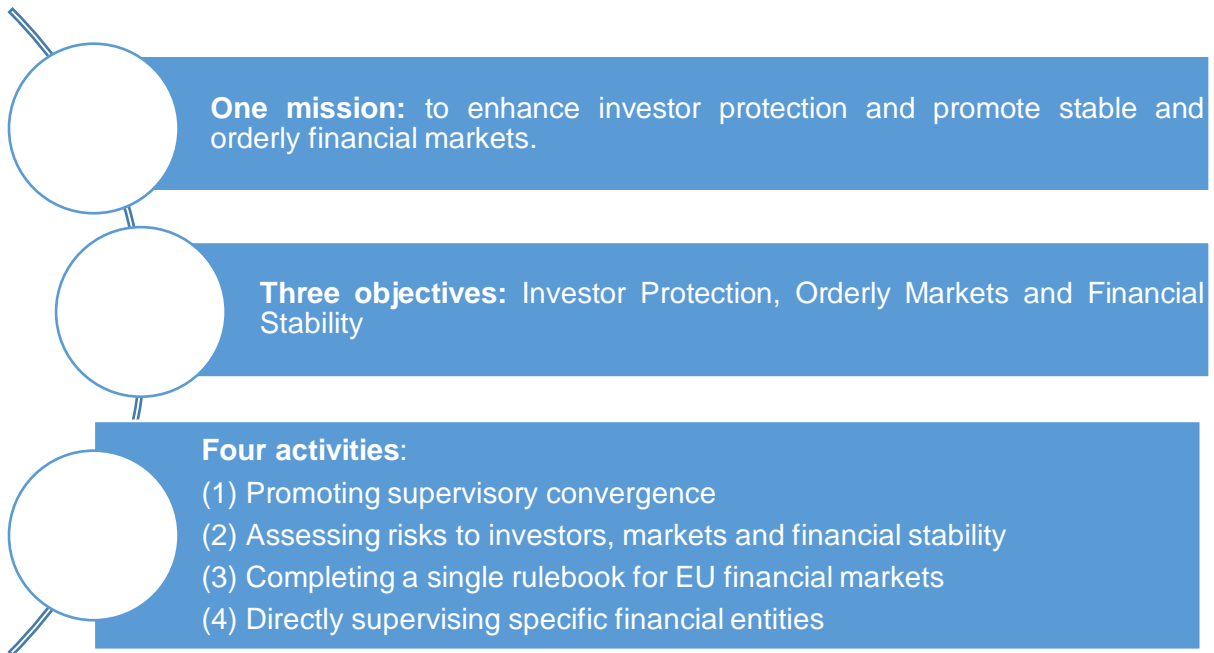 One mission: to enhance investor protection and promote stable and
orderly financial markets.
Three objectives: Investor Protection, Orderly Markets and Financial
Stability
Four activities:
(1) Promoting supervisory convergence
(2) Assessing risks to investors, markets and financial stability
(3) Completing a single rulebook for EU financial markets
(4) Directly supervising specific financial entities